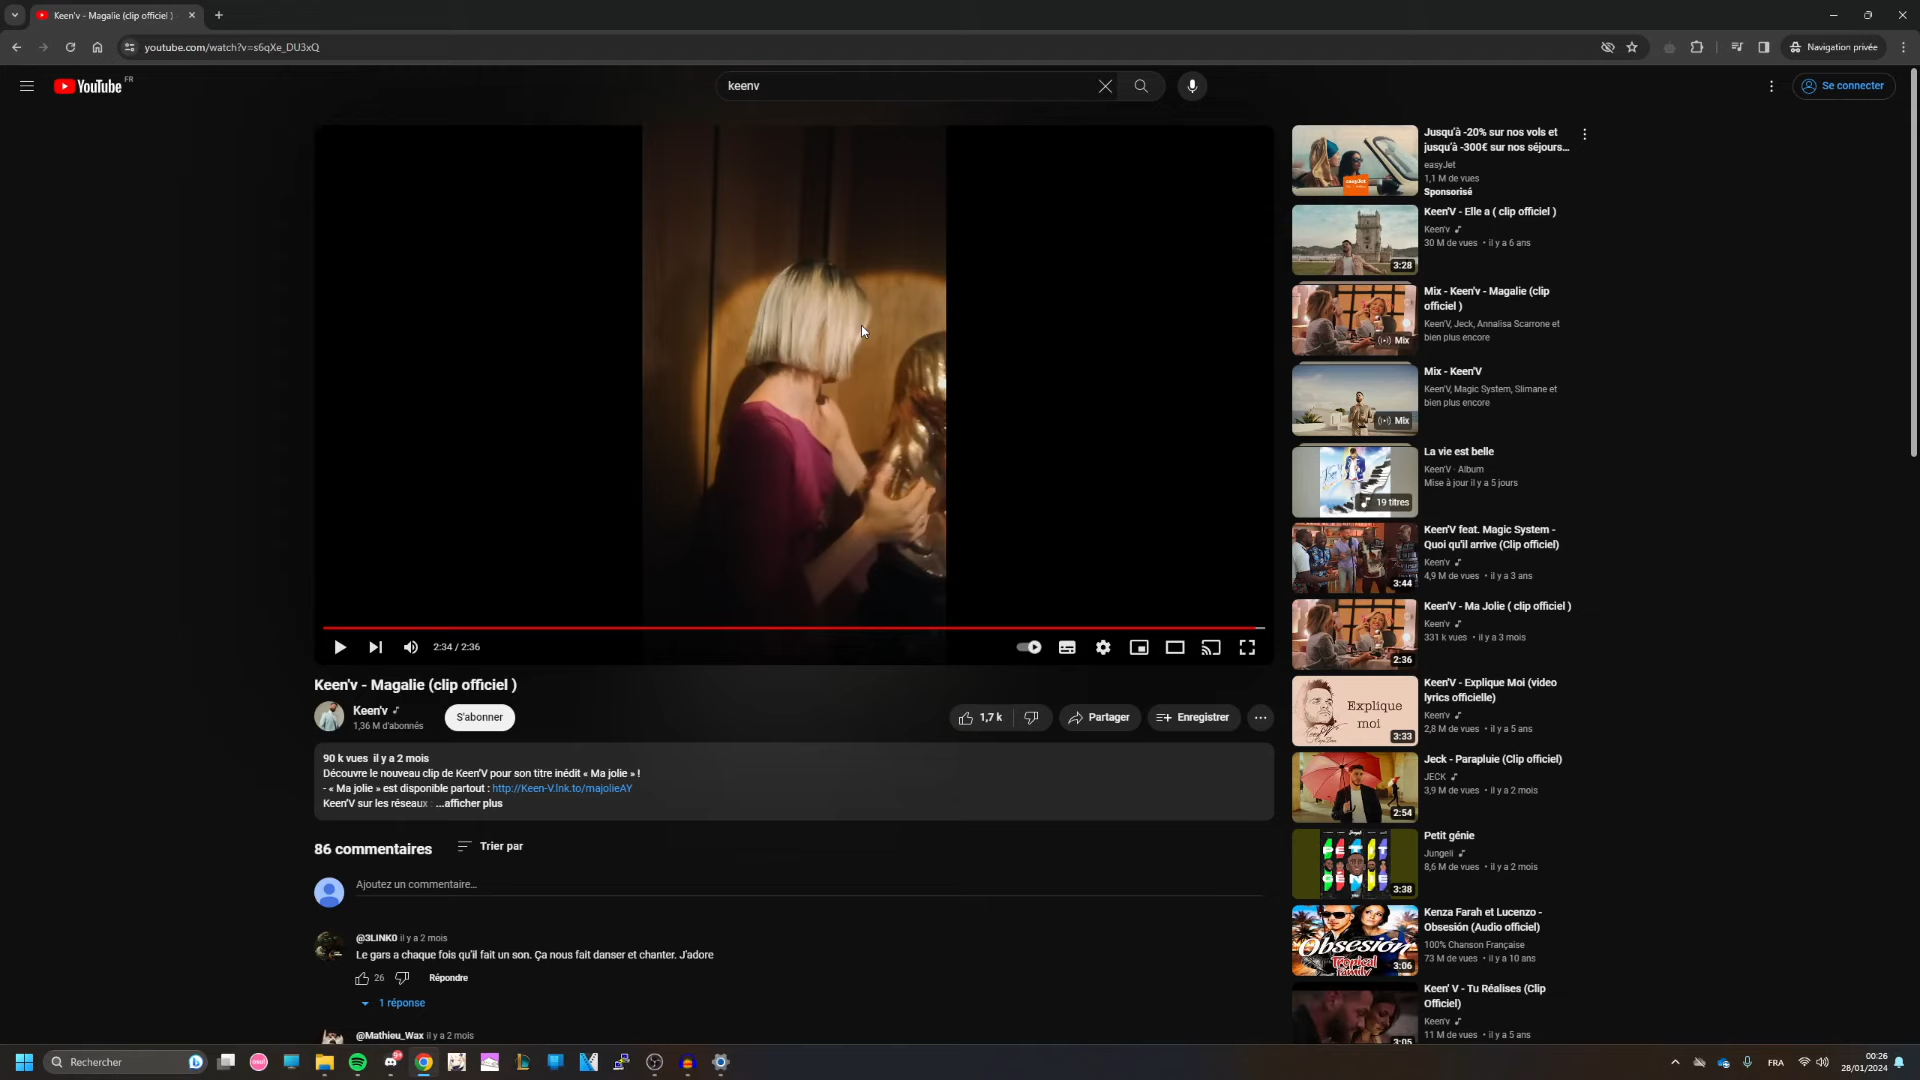 Keen'v - Magalie (clip officiel )
youtube.com/watch?v=s6qXe_DU3xQ
Navigation privée
YouTube FR
keenv
Se connecter
Jusqu'à -20% sur nos vols et
jusqu'à -300€ sur nos séjours...
easyJet
1,1 M de vues
Sponsorisé
Keen'V - Elle a ( clip officiel )
Keen'v
30 M de vues • il y a 6 ans
3:28
Mix - Keen'v - Magalie (clip
officiel )
Keen'V, Jeck, Annalisa Scarrone et
bien plus encore
Mix
Mix - Keen'V
Keen'V, Magic System, Slimane et
bien plus encore
Mix
La vie est belle
Keen'V · Album
Mise à jour il y a 5 jours
19 titres
Keen'V feat. Magic System -
Quoi qu'il arrive (Clip officiel)
Keen'v
4,9 M de vues • il y a 3 ans
3:44
Keen'V - Ma Jolie ( clip officiel )
Keen'v
331 k vues • il y a 3 mois
2:36
Keen'V - Explique Moi (video
lyrics officielle)
Keen'v
2,8 M de vues • il y a 5 ans
Explique
moi
3:33
Jeck - Parapluie (Clip officiel)
JECK
3,9 M de vues • il y a 2 mois
2:54
Petit génie
Jungeli
8,6 M de vues • il y a 2 mois
PETIT
GÉNIE
3:38
Kenza Farah et Lucenzo -
Obsesión (Audio officiel)
100% Chanson Française
73 M de vues • il y a 10 ans
Obsesión
Tropical
Family
3:06
Keen' V - Tu Réalises (Clip
Officiel)
Keen'v
11 M de vues • il y a 5 ans
3:05
2:34 / 2:36
Keen'v - Magalie (clip officiel )
Keen'v
1,36 M d'abonnés
S'abonner
1,7 k
Partager
Enregistrer
90 k vues il y a 2 mois
Découvre le nouveau clip de Keen'V pour son titre inédit « Ma jolie » !
- « Ma jolie » est disponible partout : http://Keen-V.lnk.to/majolieAY
Keen'V sur les réseaux : ...afficher plus
86 commentaires
Trier par
Ajoutez un commentaire...
@3LINK0 il y a 2 mois
Le gars a chaque fois qu'il fait un son. Ça nous fait danser et chanter. J'adore
26
Répondre
1 réponse
@Mathieu_Wax il y a 2 mois
Rechercher
FRA
00:26
28/01/2024